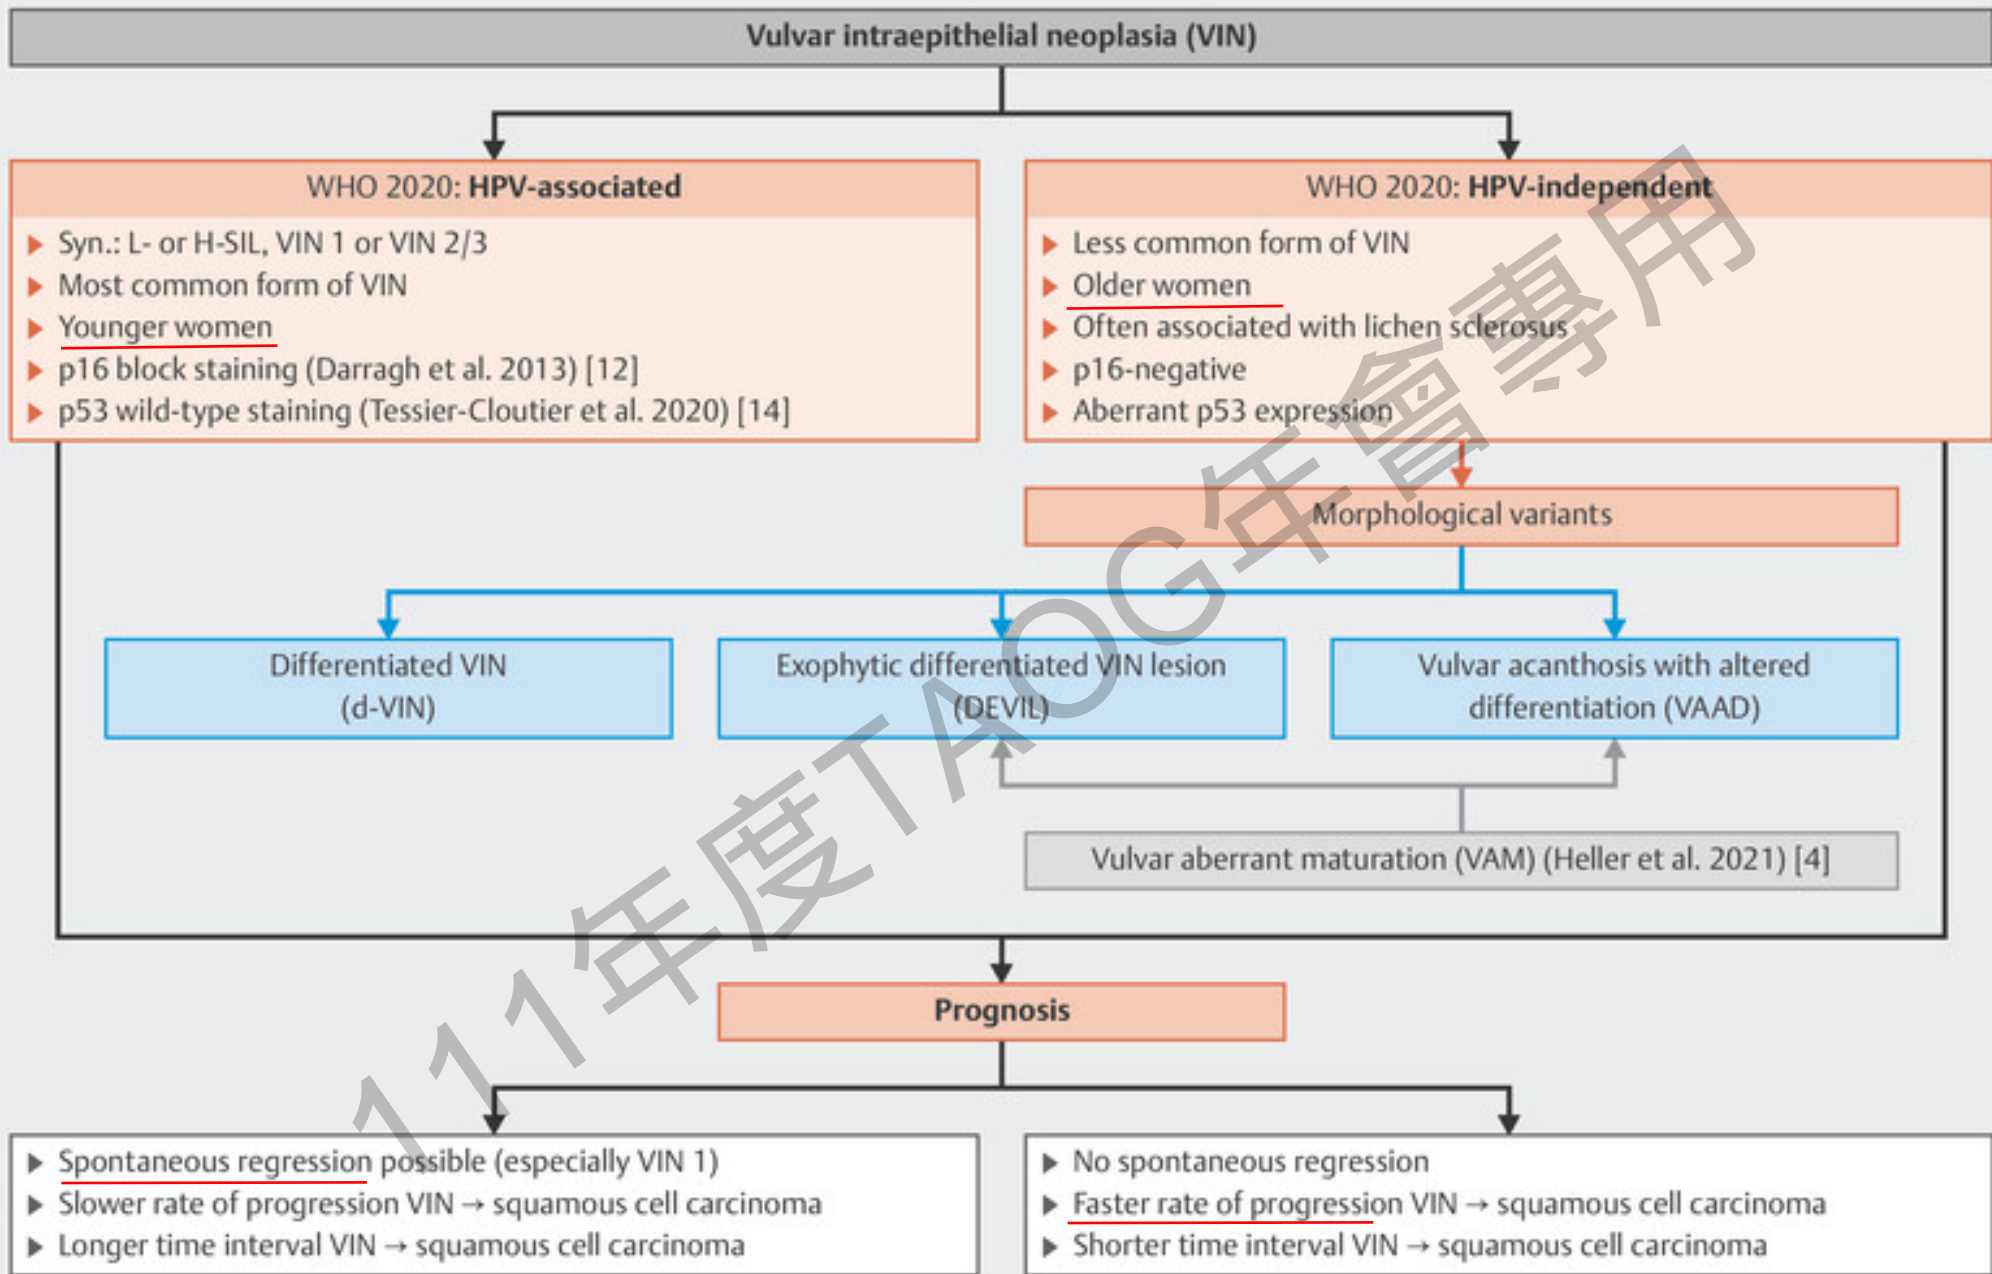 Vulvar intraepithelial neoplasia (VIN)
WHO 2020: HPV-associated
▶ Syn.: L- or H-SIL, VIN 1 or VIN 2/3
▶ Most common form of VIN
▶ Younger women
▶ p16 block staining (Darragh et al. 2013) [12]
▶ p53 wild-type staining (Tessier-Cloutier et al. 2020) [14]
WHO 2020: HPV-independent
▶ Less common form of VIN
▶ Older women
▶ Often associated with lichen sclerosus
▶ p16-negative
▶ Aberrant p53 expression
Morphological variants
Differentiated VIN
(d-VIN)
Exophytic differentiated VIN lesion
(DEVIL)
Vulvar acanthosis with altered
differentiation (VAAD)
Vulvar aberrant maturation (VAM) (Heller et al. 2021) [4]
Prognosis
▶ Spontaneous regression possible (especially VIN 1)
▶ Slower rate of progression VIN → squamous cell carcinoma
▶ Longer time interval VIN → squamous cell carcinoma
▶ No spontaneous regression
▶ Faster rate of progression VIN → squamous cell carcinoma
▶ Shorter time interval VIN → squamous cell carcinoma
111年度TAOG年會專用